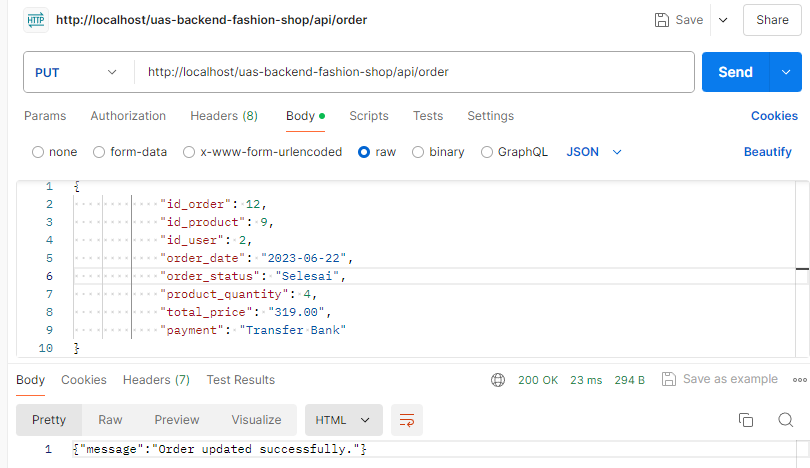 HTTP http://localhost/uas-backend-fashion-shop/api/order Save Share
PUT http://localhost/uas-backend-fashion-shop/api/order Send
Params Authorization Headers (8) Body Scripts Tests Settings Cookies
none form-data x-www-form-urlencoded raw binary GraphQL JSON Beautify
1 {
2 "id_order": 12,
3 "id_product": 9,
4 "id_user": 2,
5 "order_date": "2023-06-22",
6 "order_status": "Selesai",
7 "product_quantity": 4,
8 "total_price": "319.00",
9 "payment": "Transfer Bank"
10 }
Body Cookies Headers (7) Test Results 200 OK 23 ms 294 B Save as example
Pretty Raw Preview Visualize HTML
1 {"message":"Order updated successfully."}